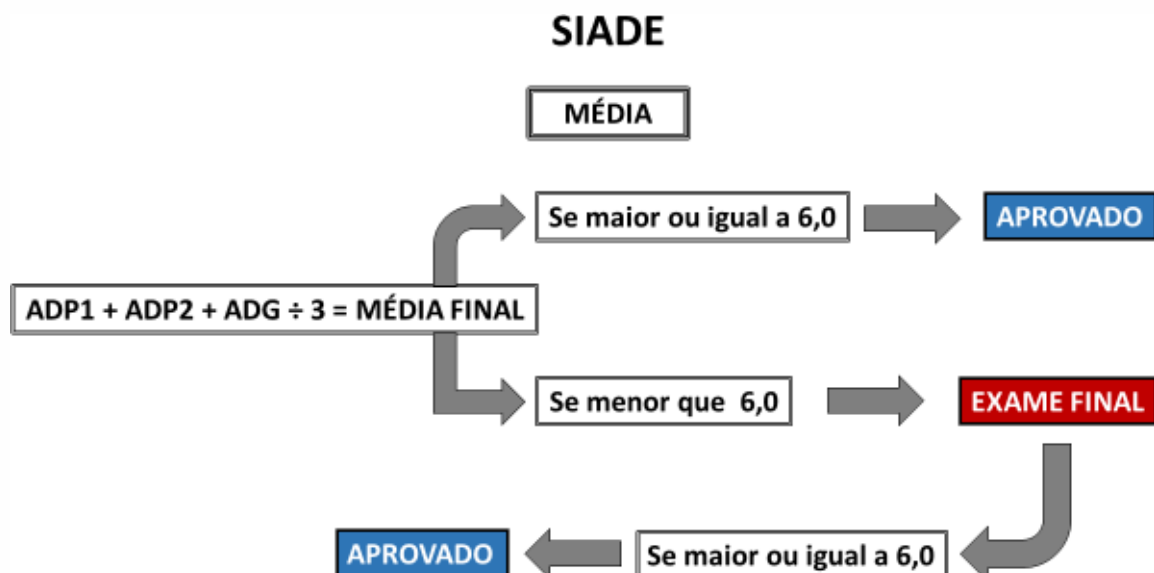 SIADE
MÉDIA
Se maior ou igual a 6,0
APROVADO
ADP1 + ADP2 + ADG ÷ 3 = MÉDIA FINAL
Se menor que 6,0
EXAME FINAL
APROVADO
Se maior ou igual a 6,0